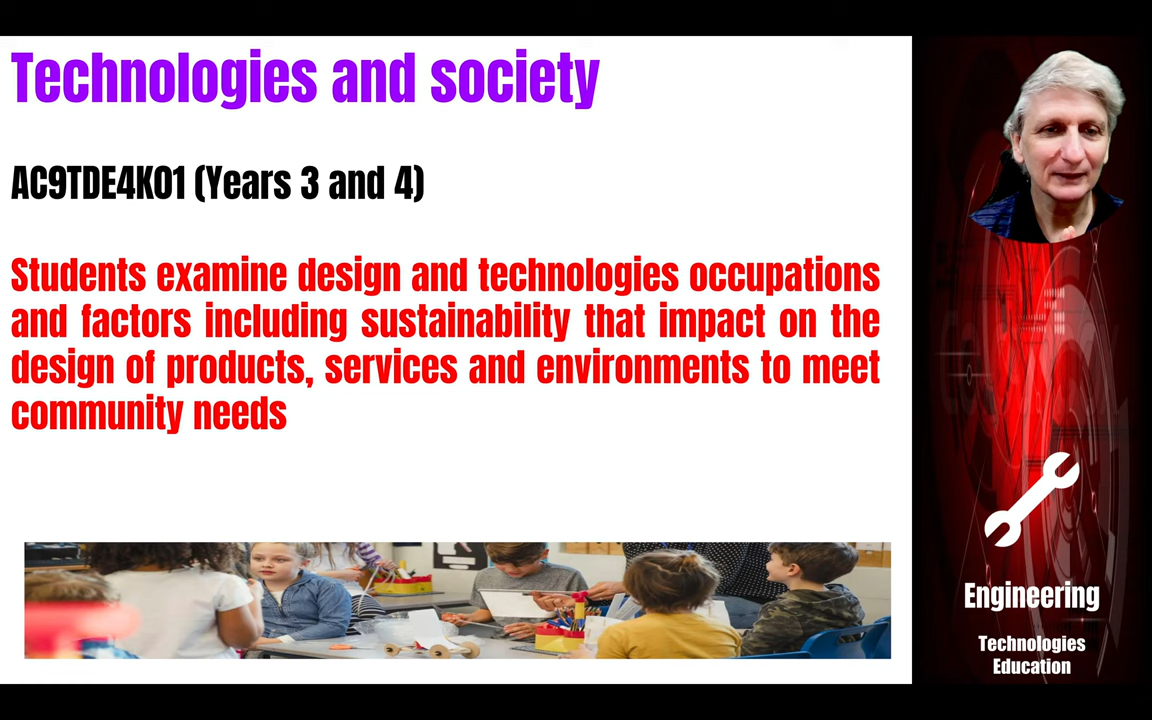 Technologies and society
AC9TDE4K01 (Years 3 and 4)
Students examine design and technologies occupations
and factors including sustainability that impact on the
design of products, services and environments to meet
community needs
Engineering
Technologies
Education